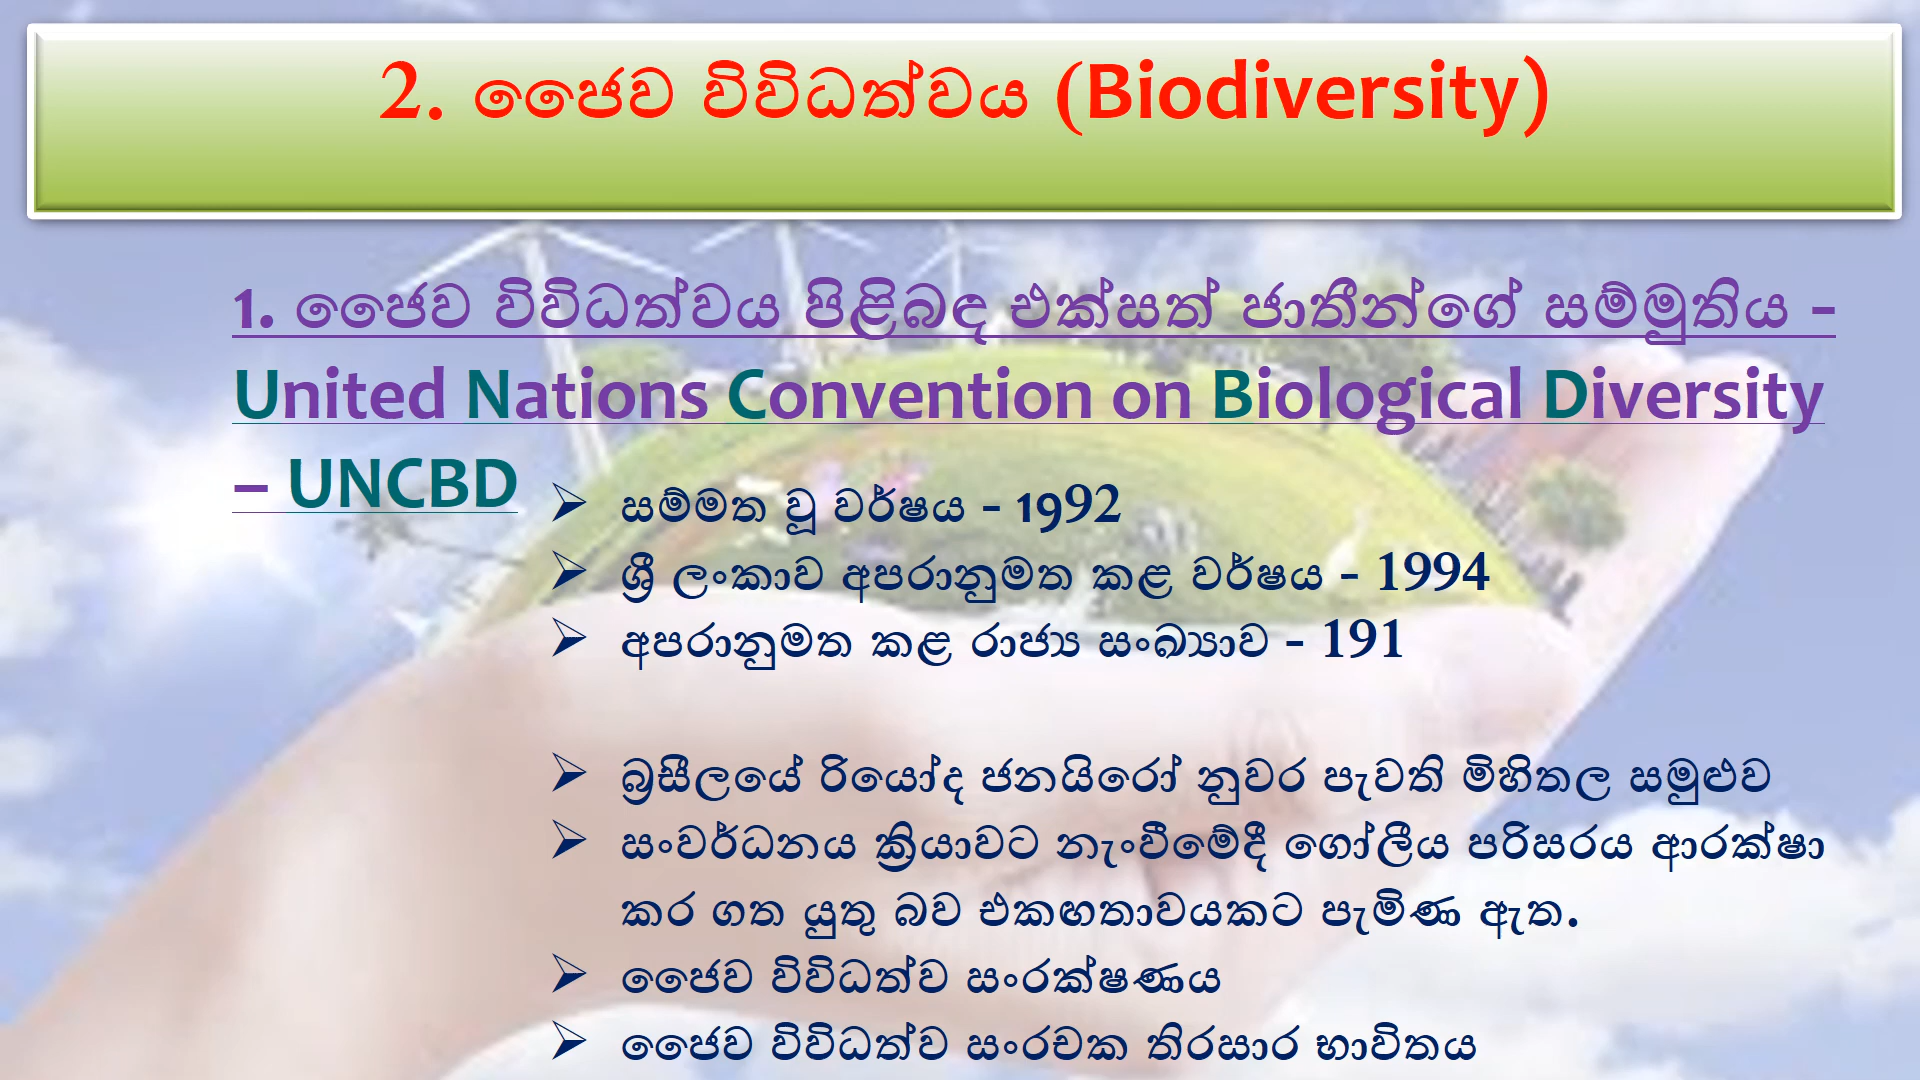 2. ජෛව විවිධත්වය (Biodiversity)
1. ජෛව විවිධත්වය පිළිබඳ එක්සත් ජාතීන්ගේ සම්මුතිය -
United Nations Convention on Biological Diversity
– UNCBD
➢ සම්මත වූ වර්ෂය - 1992
➢ ශ්‍රී ලංකාව අපරානුමත කළ වර්ෂය - 1994
➢ අපරානුමත කළ රාජ්‍ය සංඛ්‍යාව - 191
➢ බ්‍රසීලයේ රියෝද ජනයිරෝ නුවර පැවති මිහිතල සමුළුව
➢ සංවර්ධනය ක්‍රියාවට නැංවීමේදී ගෝලීය පරිසරය ආරක්ෂා
කර ගත යුතු බව එකඟතාවයකට පැමිණ ඇත.
➢ ජෛව විවිධත්ව සංරක්ෂණය
➢ ජෛව විවිධත්ව සංරචක තිරසාර භාවිතය